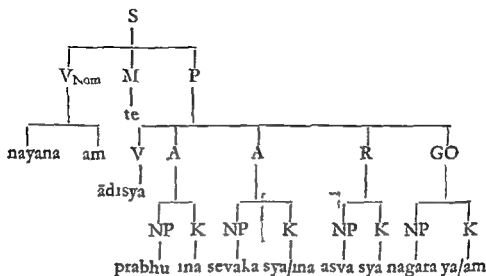 S
V_Nom M P
te
nayana am V A A R GO
ādisya
NP K NP K NP K NP K
prabhu ina sevaka sya/ina asva sya nagara ya/am